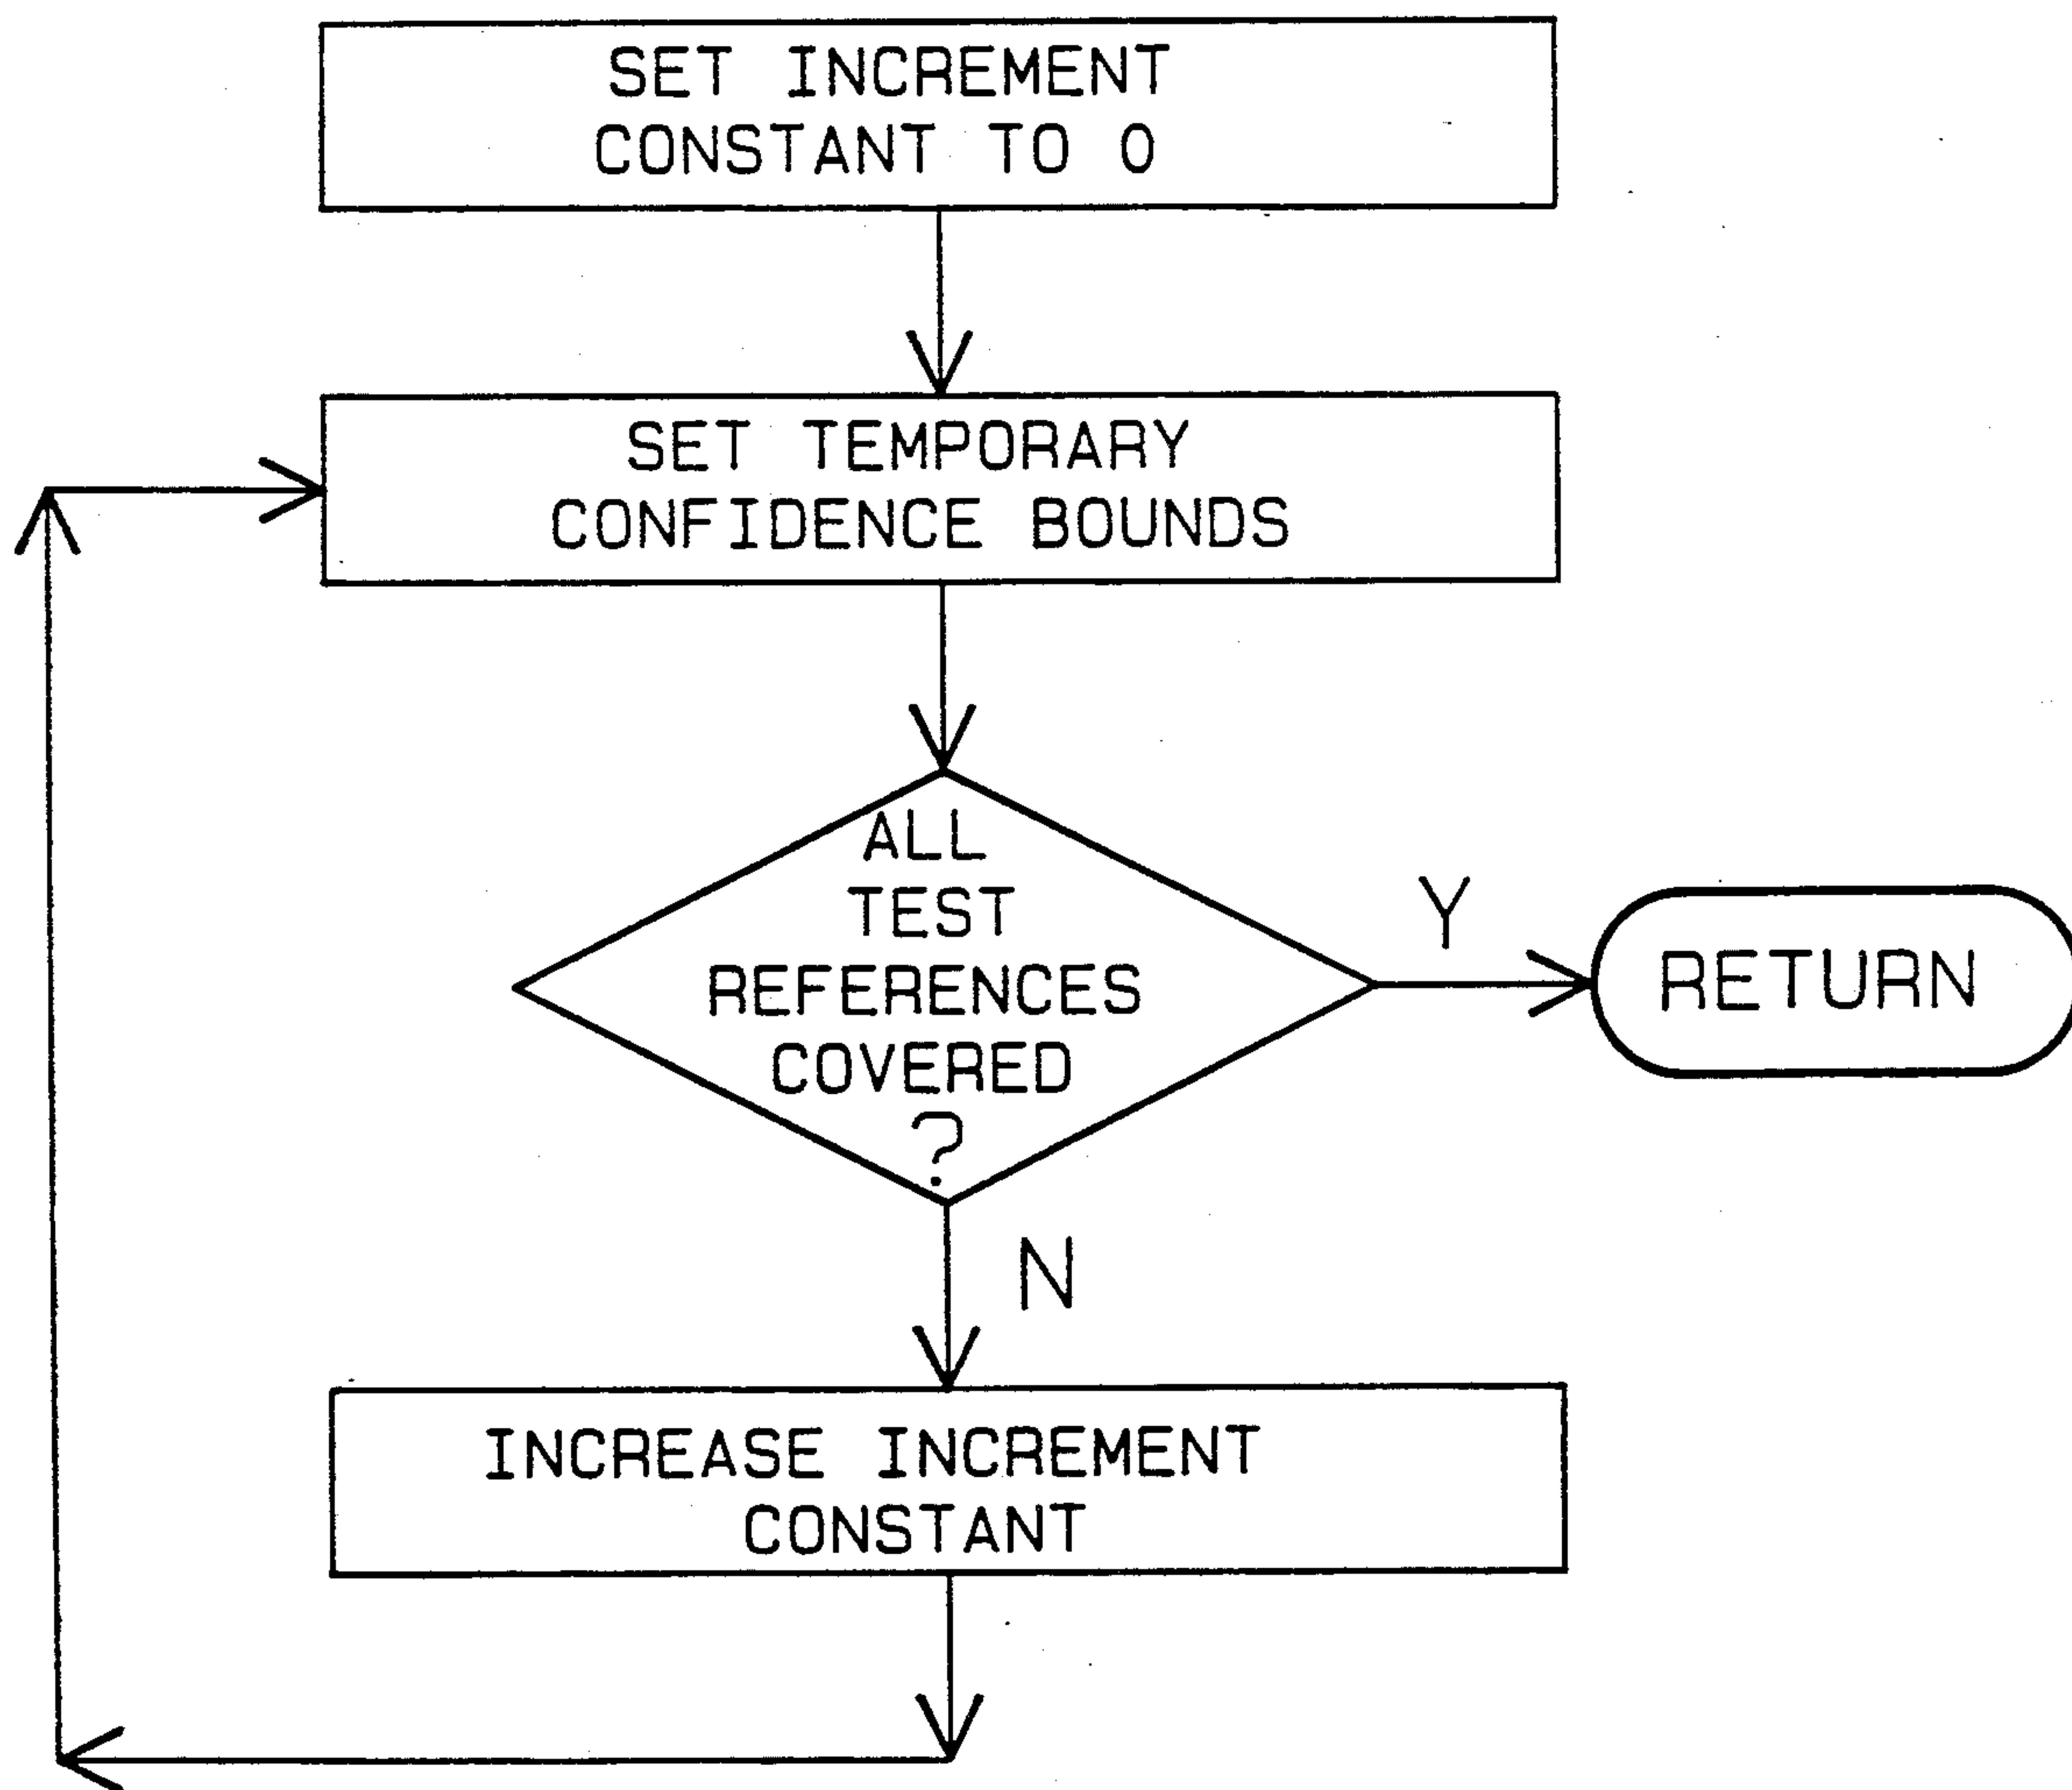 SET INCREMENT
CONSTANT TO 0
SET TEMPORARY
CONFIDENCE BOUNDS
ALL
TEST
REFERENCES
COVERED
?
Y
RETURN
N
INCREASE INCREMENT
CONSTANT